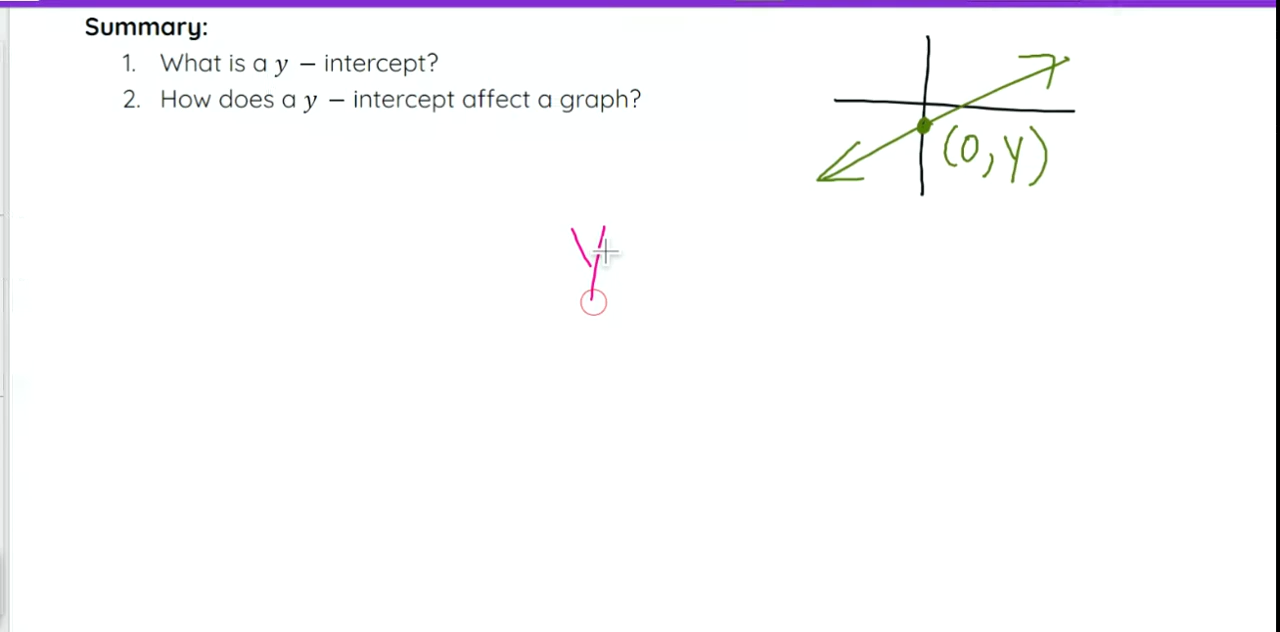 Summary:
1. What is a y – intercept?
2. How does a y – intercept affect a graph?
(0, y)
y